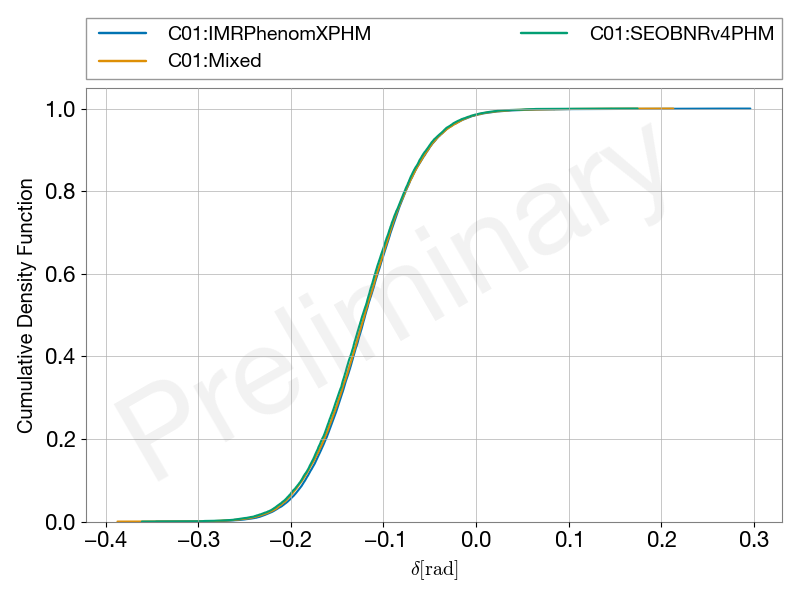 C01:IMRPhenomXPHM
C01:SEOBNRv4PHM
C01:Mixed
1.0
0.8
0.6
0.4
0.2
0.0
Cumulative Density Function
Preliminary
−0.4 −0.3 −0.2 −0.1 0.0 0.1 0.2 0.3
δ[rad]